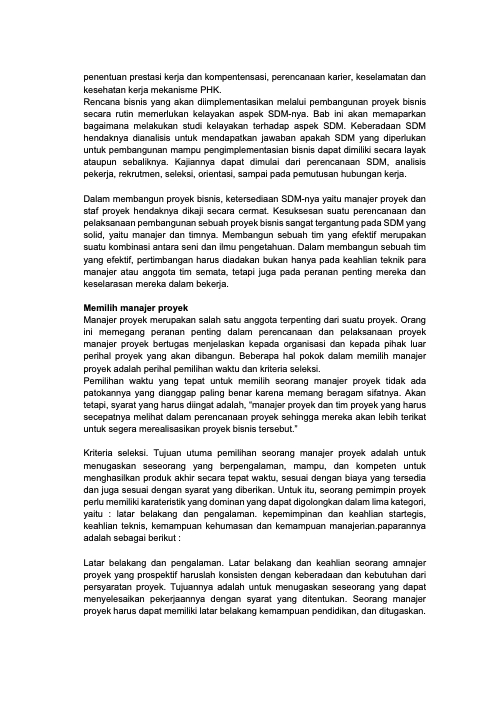 penentuan prestasi kerja dan kompentensasi, perencanaan karier, keselamatan dan
kesehatan kerja mekanisme PHK.
Rencana bisnis yang akan diimplementasikan melalui pembangunan proyek bisnis
secara rutin memerlukan kelayakan aspek SDM-nya. Bab ini akan memaparkan
bagaimana melakukan studi kelayakan terhadap aspek SDM. Keberadaan SDM
hendaknya dianalisis untuk mendapatkan jawaban apakah SDM yang diperlukan
untuk pembangunan mampu pengimplementasian bisnis dapat dimiliki secara layak
ataupun sebaliknya. Kajiannya dapat dimulai dari perencanaan SDM, analisis
pekerja, rekrutmen, seleksi, orientasi, sampai pada pemutusan hubungan kerja.
Dalam membangun proyek bisnis, ketersediaan SDM-nya yaitu manajer proyek dan
staf proyek hendaknya dikaji secara cermat. Kesuksesan suatu perencanaan dan
pelaksanaan pembangunan sebuah proyek bisnis sangat tergantung pada SDM yang
solid, yaitu manajer dan timnya. Membangun sebuah tim yang efektif merupakan
suatu kombinasi antara seni dan ilmu pengetahuan. Dalam membangun sebuah tim
yang efektif, pertimbangan harus diadakan bukan hanya pada keahlian teknik para
manajer atau anggota tim semata, tetapi juga pada peranan penting mereka dan
keselarasan mereka dalam bekerja.
Memilih manajer proyek
Manajer proyek merupakan salah satu anggota terpenting dari suatu proyek. Orang
ini memegang peranan penting dalam perencanaan dan pelaksanaan proyek
manajer proyek bertugas menjelaskan kepada organisasi dan kepada pihak luar
perihal proyek yang akan dibangun. Beberapa hal pokok dalam memilih manajer
proyek adalah perihal pemilihan waktu dan kriteria seleksi.
Pemilihan waktu yang tepat untuk memilih seorang manajer proyek tidak ada
patokannya yang dianggap paling benar karena memang beragam sifatnya. Akan
tetapi, syarat yang harus diingat adalah, “manajer proyek dan tim proyek yang harus
secepatnya melihat dalam perencanaan proyek sehingga mereka akan lebih terikat
untuk segera merealisasikan proyek bisnis tersebut.”
Kriteria seleksi. Tujuan utuma pemilihan seorang manajer proyek adalah untuk
menugaskan seseorang yang berpengalaman, mampu, dan kompeten untuk
menghasilkan produk akhir secara tepat waktu, sesuai dengan biaya yang tersedia
dan juga sesuai dengan syarat yang diberikan. Untuk itu, seorang pemimpin proyek
perlu memiliki karateristik yang dominan yang dapat digolongkan dalam lima kategori,
yaitu : latar belakang dan pengalaman. kepemimpinan dan keahlian startegis,
keahlian teknis, kemampuan kehumasan dan kemampuan manajerian.paparannya
adalah sebagai berikut :
Latar belakang dan pengalaman. Latar belakang dan keahlian seorang amnajer
proyek yang prospektif haruslah konsisten dengan keberadaan dan kebutuhan dari
persyaratan proyek. Tujuannya adalah untuk menugaskan seseorang yang dapat
menyelesaikan pekerjaannya dengan syarat yang ditentukan. Seorang manajer
proyek harus dapat memiliki latar belakang kemampuan pendidikan, dan ditugaskan.